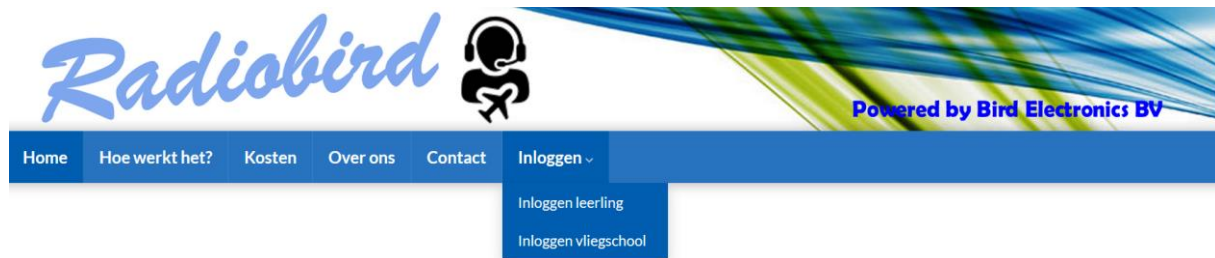 Radiobird
Powered by Bird Electronics BV
Home Hoe werkt het? Kosten Over ons Contact Inloggen
Inloggen leerling
Inloggen vliegschool